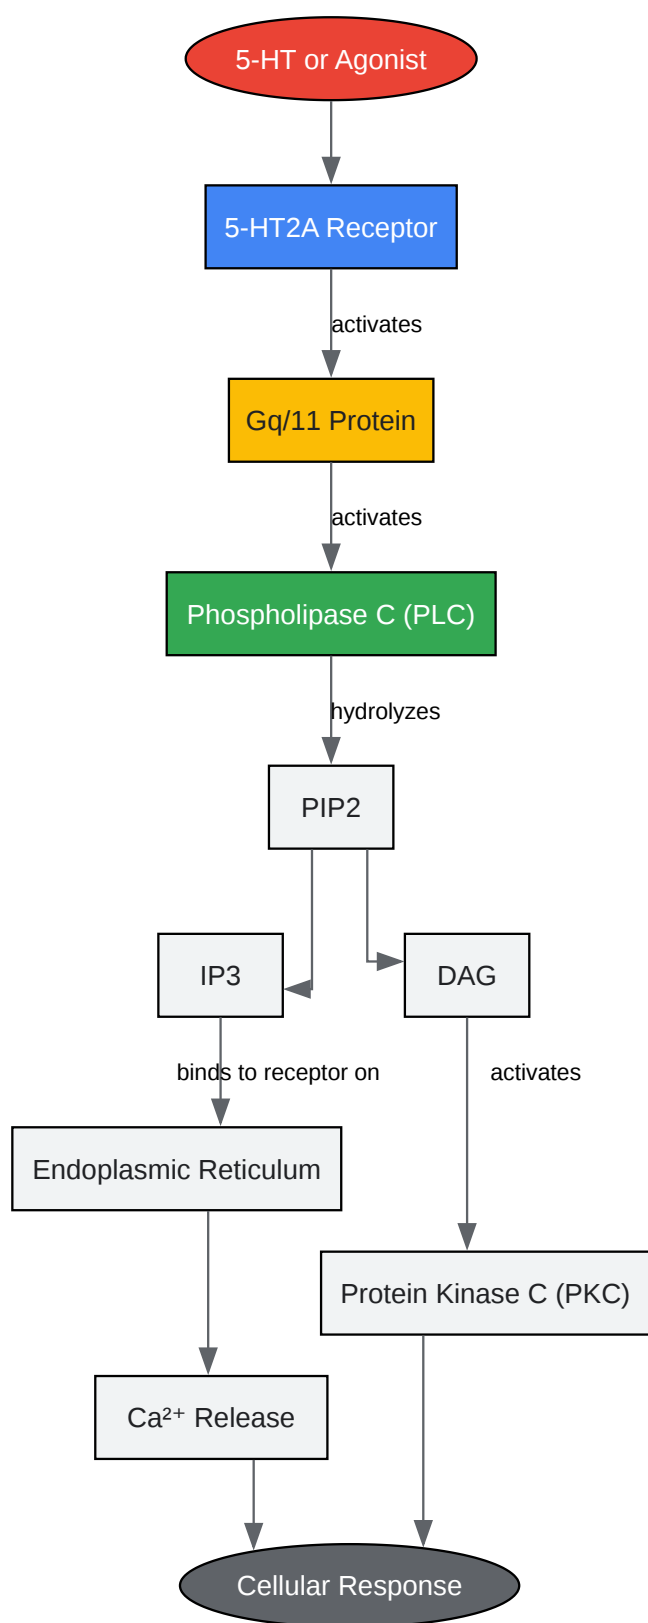 5-HT or Agonist
5-HT2A Receptor
activates
Gq/11 Protein
activates
Phospholipase C (PLC)
hydrolyzes
PIP2
IP3
DAG
binds to receptor on
activates
Endoplasmic Reticulum
Protein Kinase C (PKC)
Ca²⁺ Release
Cellular Response